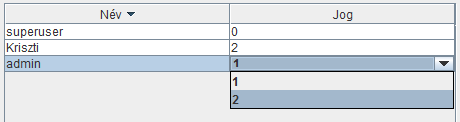 Név Jog
superuser 0
Kriszti 2
admin 1
1
2